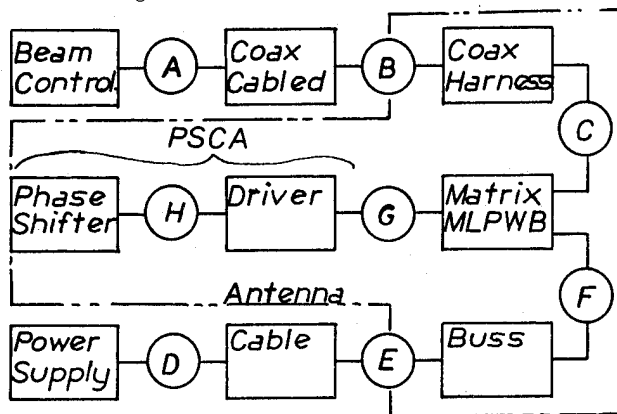 Beam
Control.
A
Coax
Cabled
B
Coax
Harness
C
PSCA
Phase
Shifter
H
Driver
G
Matrix
MLPWB
F
Antenna
Power
Supply
D
Cable
E
Buss